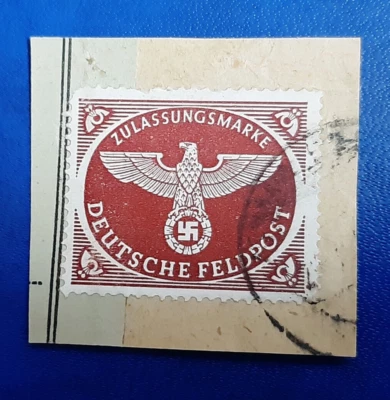 ZULASSUNGSMARKE
DEUTSCHE FELDPOST